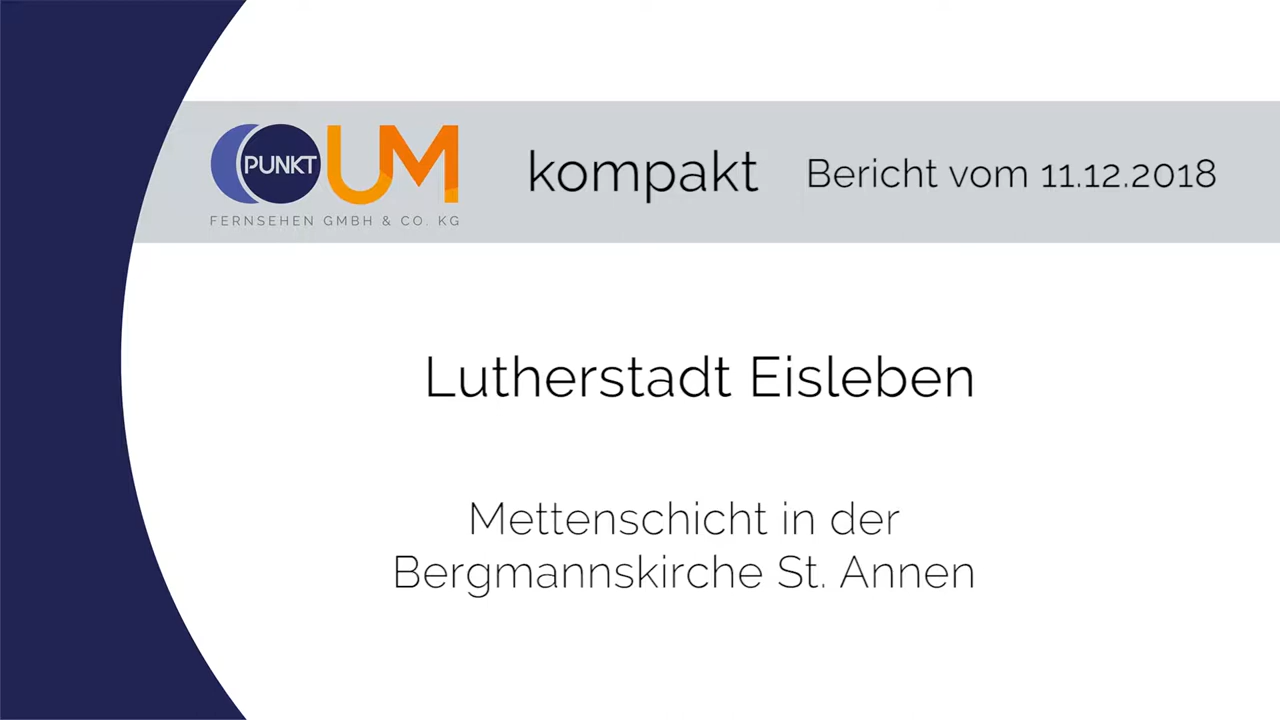 PUNKT UM
FERNSEHEN GMBH & CO. KG
kompakt
Bericht vom 11.12.2018
Lutherstadt Eisleben
Mettenschicht in der
Bergmannskirche St. Annen